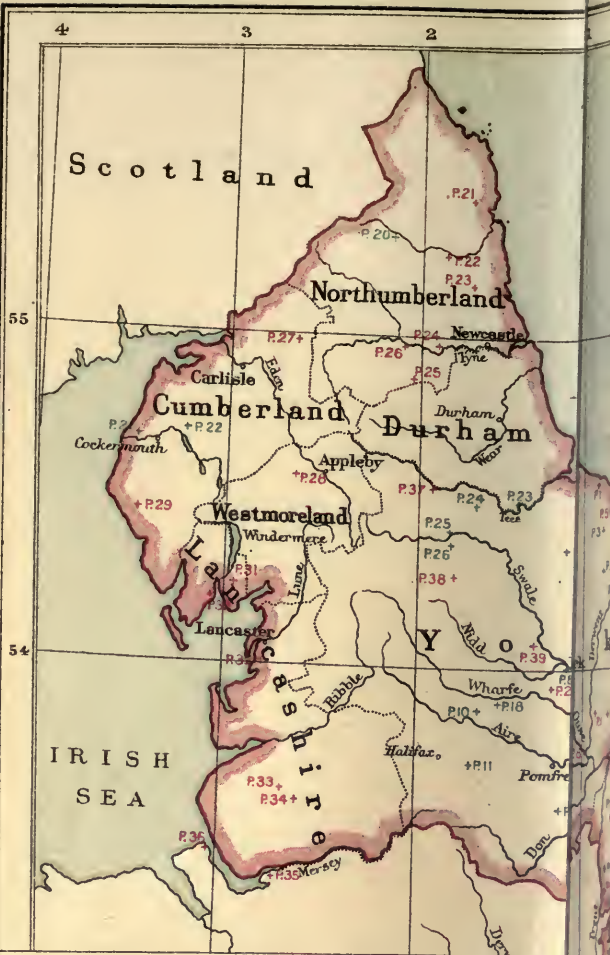 4 3 2 1
Scotland
P.21
P.20
P.22
P.23
Northumberland
55
P.27
P.24
Newcastle
P.26
Tyne
P.25
Carlisle
Eden
Cumberland
Durham
Durham
P.22
Cockermouth
Wear
Appleby
P.28
P.37
P.24
P.23
Tees
P.29
Westmoreland
P.25
Windermere
P.26
Swale
P.31
Lune
P.38
Lancashire
Lancaster
54
Y o
Nidd
P.39
Ribble
Wharfe
P.18
P.10
Aire
IRISH
SEA
Halifax
P.11
Pomfre
P.33
P.34
P.36
Don
P.35
Mersey